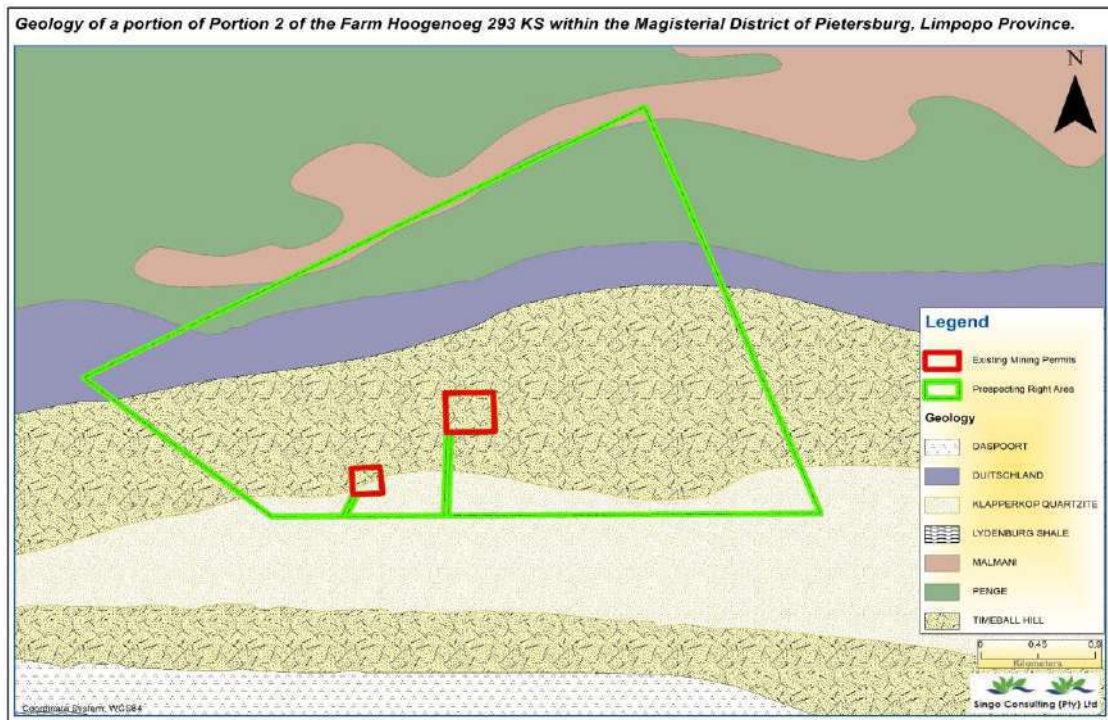 Geology of a portion of Portion 2 of the Farm Hoogenoeg 293 KS within the Magisterial District of Pietersburg, Limpopo Province.
N
Legend
Existing Mining Permits
Prospecting Right Area
Geology
DASPOORT
DUITSCHLAND
KLAPPERKOP QUARTZITE
LYDENBURG SHALE
MALMANI
PENGE
TIMEBALL HILL
0 0,45 0,9
Kilometers
Singo Consulting (Pty) Ltd
Coordinate System: WGS84